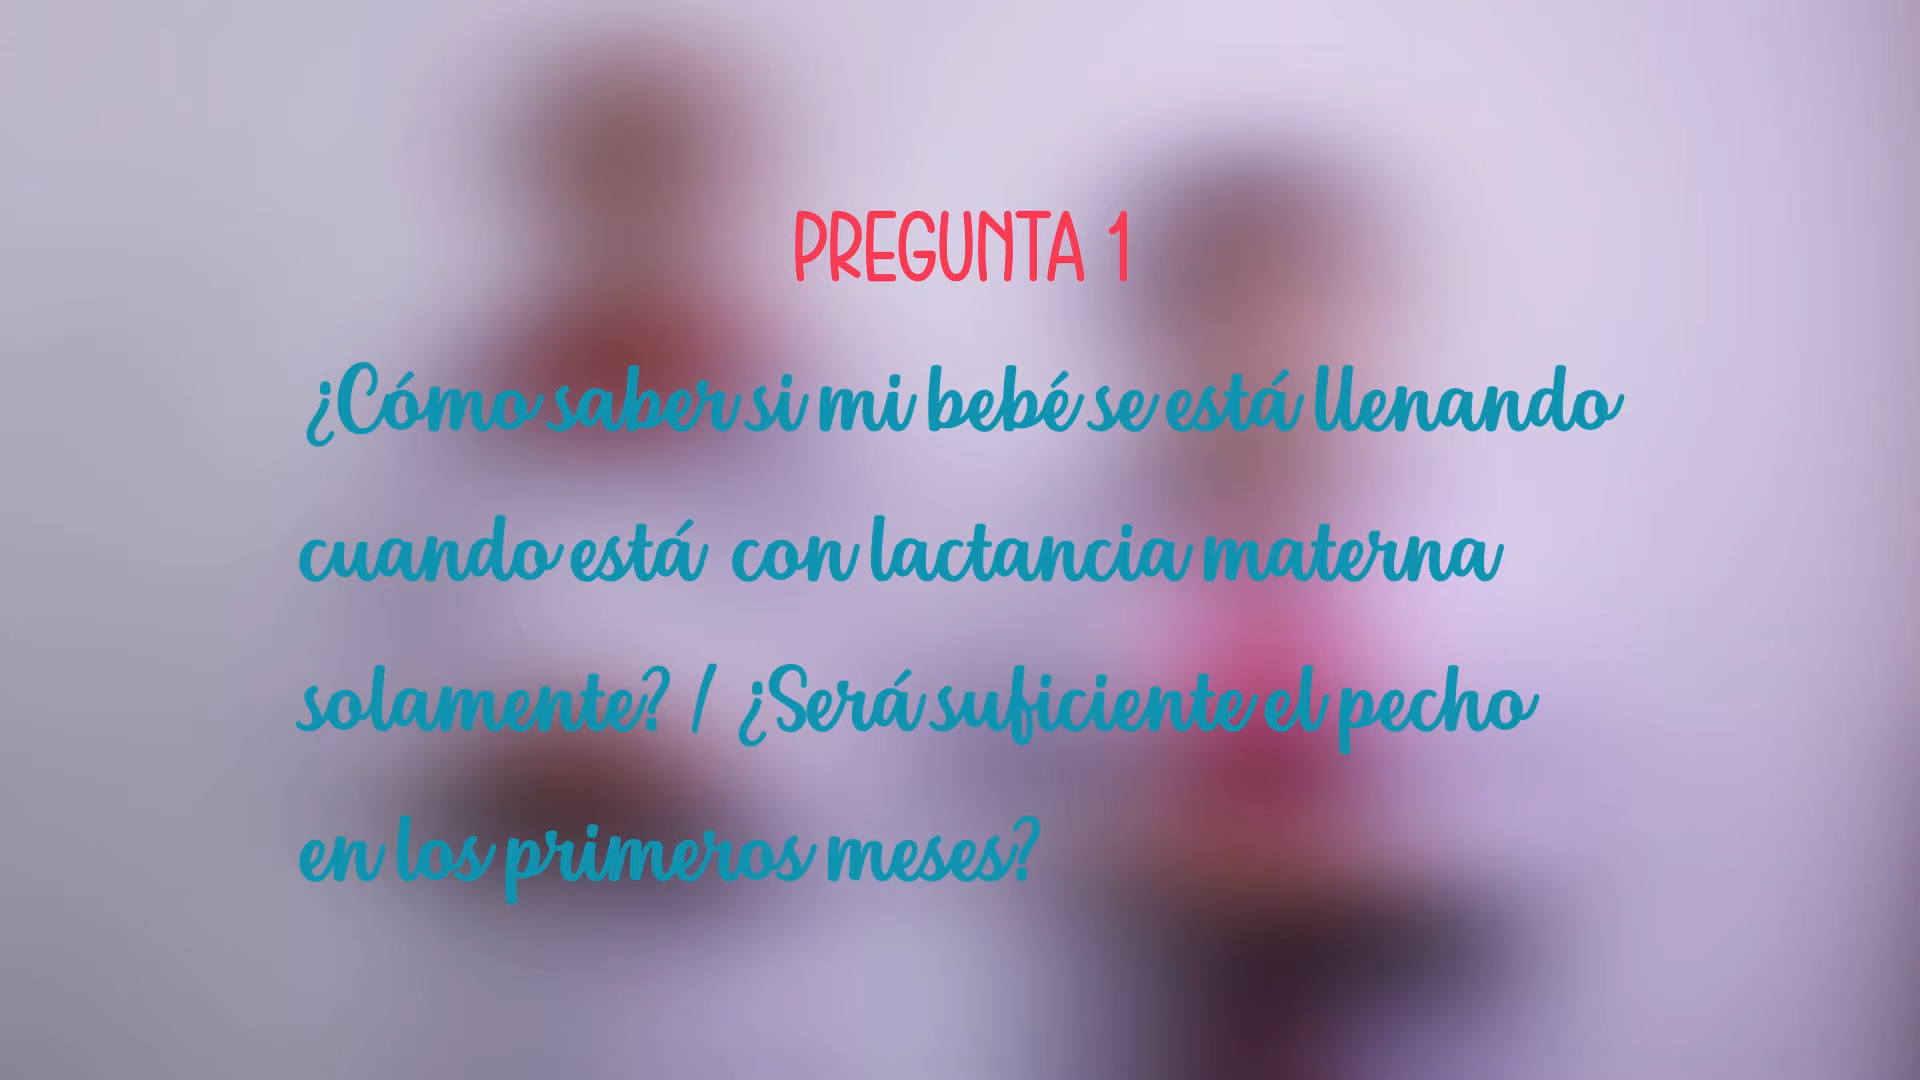 PREGUNTA 1
¿Cómo saber si mi bebé se está llenando
cuando está con lactancia materna
solamente? / ¿Será suficiente el pecho
en los primeros meses?